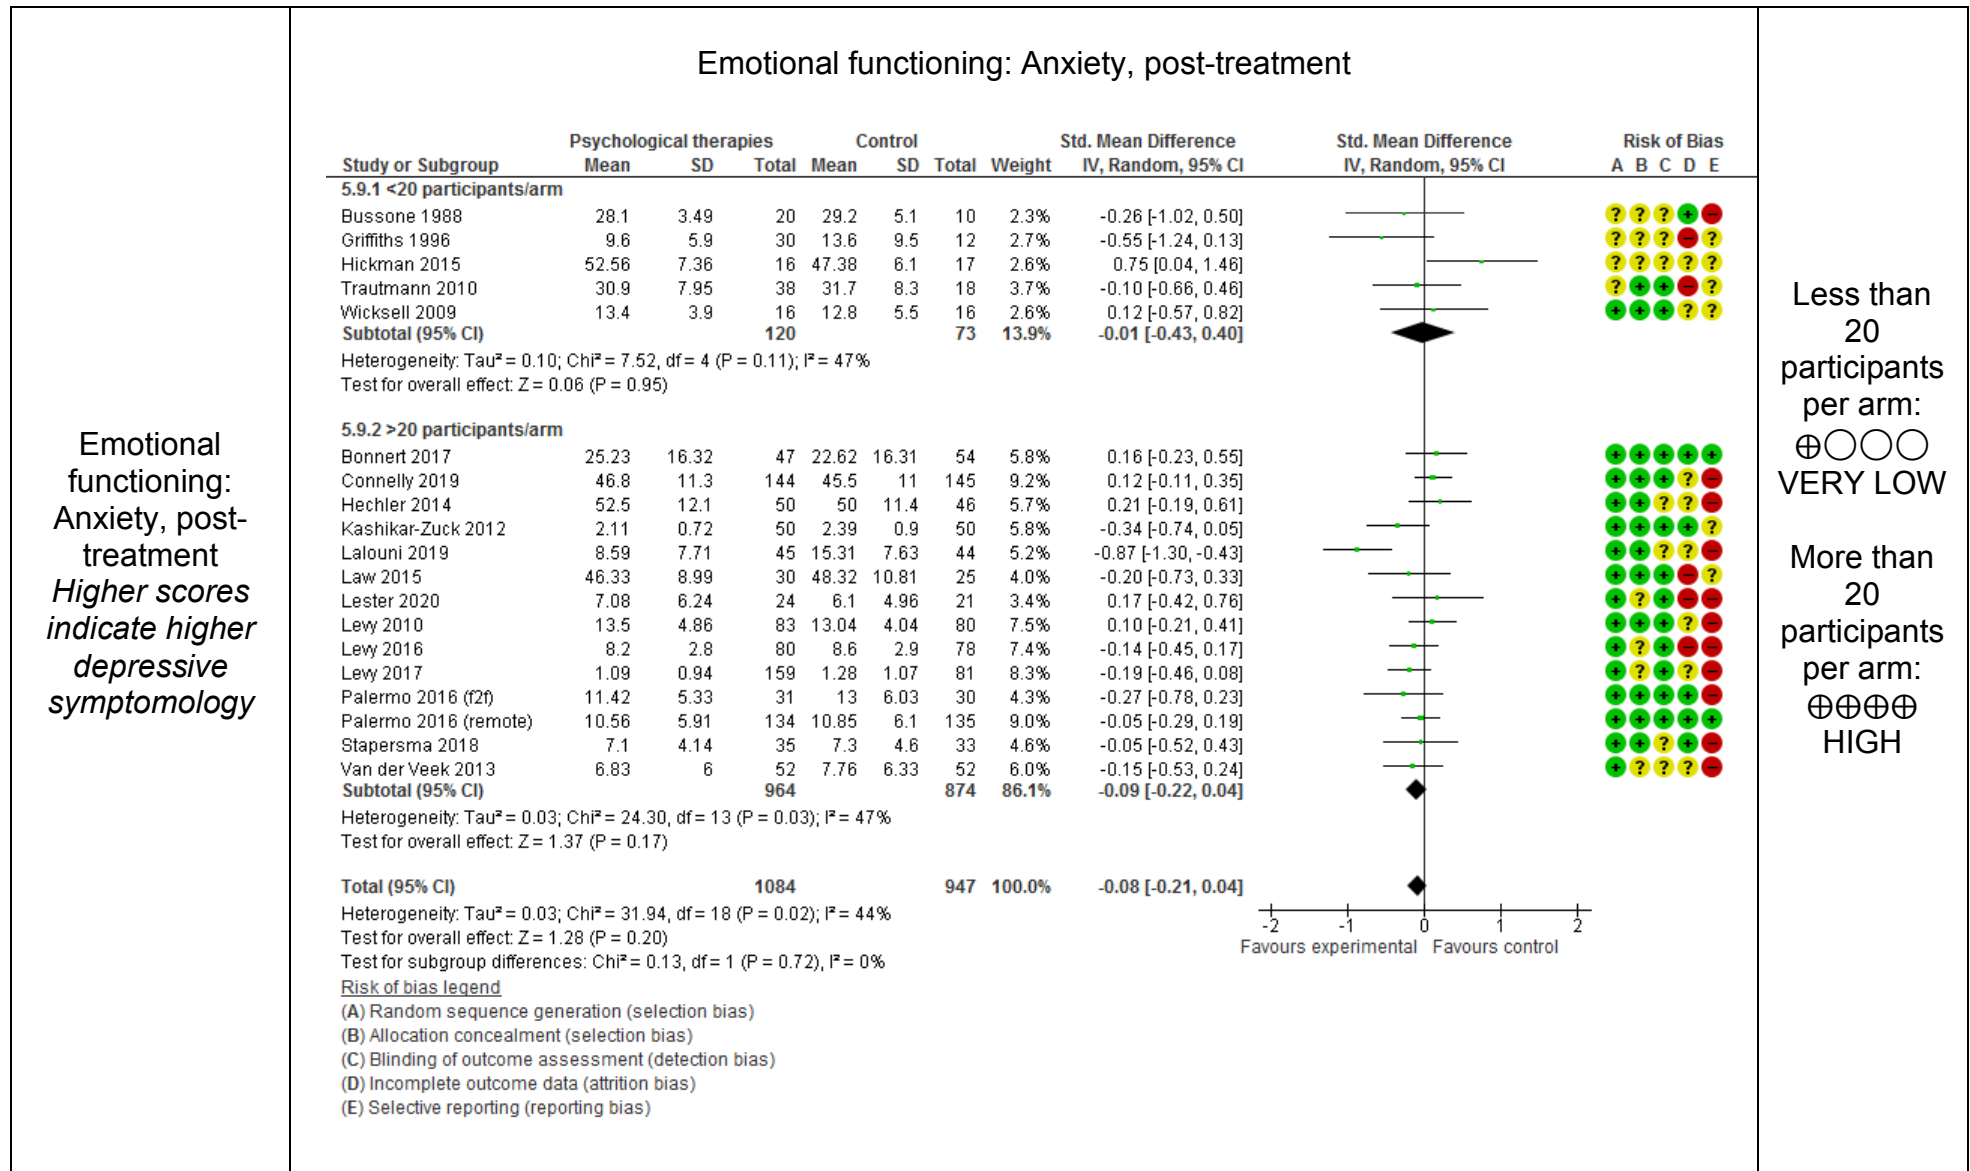 Emotional
functioning:
Anxiety, post-
treatment
Higher scores
indicate higher
depressive
symptomology
Emotional functioning: Anxiety, post-treatment
Psychological therapies Control Std. Mean Difference Std. Mean Difference Risk of Bias
Study or Subgroup Mean SD Total Mean SD Total Weight IV, Random, 95% CI IV, Random, 95% CI A B C D E
5.9.1 <20 participants/arm
Bussone 1988 28.1 3.49 20 29.2 5.1 10 2.3% -0.26 [-1.02, 0.50] ? ? ? + −
Griffiths 1996 9.6 5.9 30 13.6 9.5 12 2.7% -0.55 [-1.24, 0.13] ? ? ? − ?
Hickman 2015 52.56 7.36 16 47.38 6.1 17 2.6% 0.75 [0.04, 1.46] ? ? ? ? ?
Trautmann 2010 30.9 7.95 38 31.7 8.3 18 3.7% -0.10 [-0.66, 0.46] ? + + − ?
Wicksell 2009 13.4 3.9 16 12.8 5.5 16 2.6% 0.12 [-0.57, 0.82] + + + ? ?
Subtotal (95% CI) 120 73 13.9% -0.01 [-0.43, 0.40]
Heterogeneity: Tau² = 0.10; Chi² = 7.52, df = 4 (P = 0.11); I² = 47%
Test for overall effect: Z = 0.06 (P = 0.95)
5.9.2 >20 participants/arm
Bonnert 2017 25.23 16.32 47 22.62 16.31 54 5.8% 0.16 [-0.23, 0.55] + + + + +
Connelly 2019 46.8 11.3 144 45.5 11 145 9.2% 0.12 [-0.11, 0.35] + + + ? −
Hechler 2014 52.5 12.1 50 50 11.4 46 5.7% 0.21 [-0.19, 0.61] + + ? ? −
Kashikar-Zuck 2012 2.11 0.72 50 2.39 0.9 50 5.8% -0.34 [-0.74, 0.05] + + + + ?
Lalouni 2019 8.59 7.71 45 15.31 7.63 44 5.2% -0.87 [-1.30, -0.43] + + ? ? −
Law 2015 46.33 8.99 30 48.32 10.81 25 4.0% -0.20 [-0.73, 0.33] + + + − ?
Lester 2020 7.08 6.24 24 6.1 4.96 21 3.4% 0.17 [-0.42, 0.76] + ? + − −
Levy 2010 13.5 4.86 83 13.04 4.04 80 7.5% 0.10 [-0.21, 0.41] + + + ? −
Levy 2016 8.2 2.8 80 8.6 2.9 78 7.4% -0.14 [-0.45, 0.17] + ? + − −
Levy 2017 1.09 0.94 159 1.28 1.07 81 8.3% -0.19 [-0.46, 0.08] + ? + ? −
Palermo 2016 (f2f) 11.42 5.33 31 13 6.03 30 4.3% -0.27 [-0.78, 0.23] + + + + −
Palermo 2016 (remote) 10.56 5.91 134 10.85 6.1 135 9.0% -0.05 [-0.29, 0.19] + + + + +
Stapersma 2018 7.1 4.14 35 7.3 4.6 33 4.6% -0.05 [-0.52, 0.43] + + ? + −
Van der Veek 2013 6.83 6 52 7.76 6.33 52 6.0% -0.15 [-0.53, 0.24] + ? ? ? −
Subtotal (95% CI) 964 874 86.1% -0.09 [-0.22, 0.04]
Heterogeneity: Tau² = 0.03; Chi² = 24.30, df = 13 (P = 0.03); I² = 47%
Test for overall effect: Z = 1.37 (P = 0.17)
Total (95% CI) 1084 947 100.0% -0.08 [-0.21, 0.04]
Heterogeneity: Tau² = 0.03; Chi² = 31.94, df = 18 (P = 0.02); I² = 44%
Test for overall effect: Z = 1.28 (P = 0.20)
Test for subgroup differences: Chi² = 0.13, df = 1 (P = 0.72), I² = 0%
-2 -1 0 1 2
Favours experimental Favours control
Risk of bias legend
(A) Random sequence generation (selection bias)
(B) Allocation concealment (selection bias)
(C) Blinding of outcome assessment (detection bias)
(D) Incomplete outcome data (attrition bias)
(E) Selective reporting (reporting bias)
Less than
20
participants
per arm:
⊕◯◯◯
VERY LOW
More than
20
participants
per arm:
⊕⊕⊕⊕
HIGH